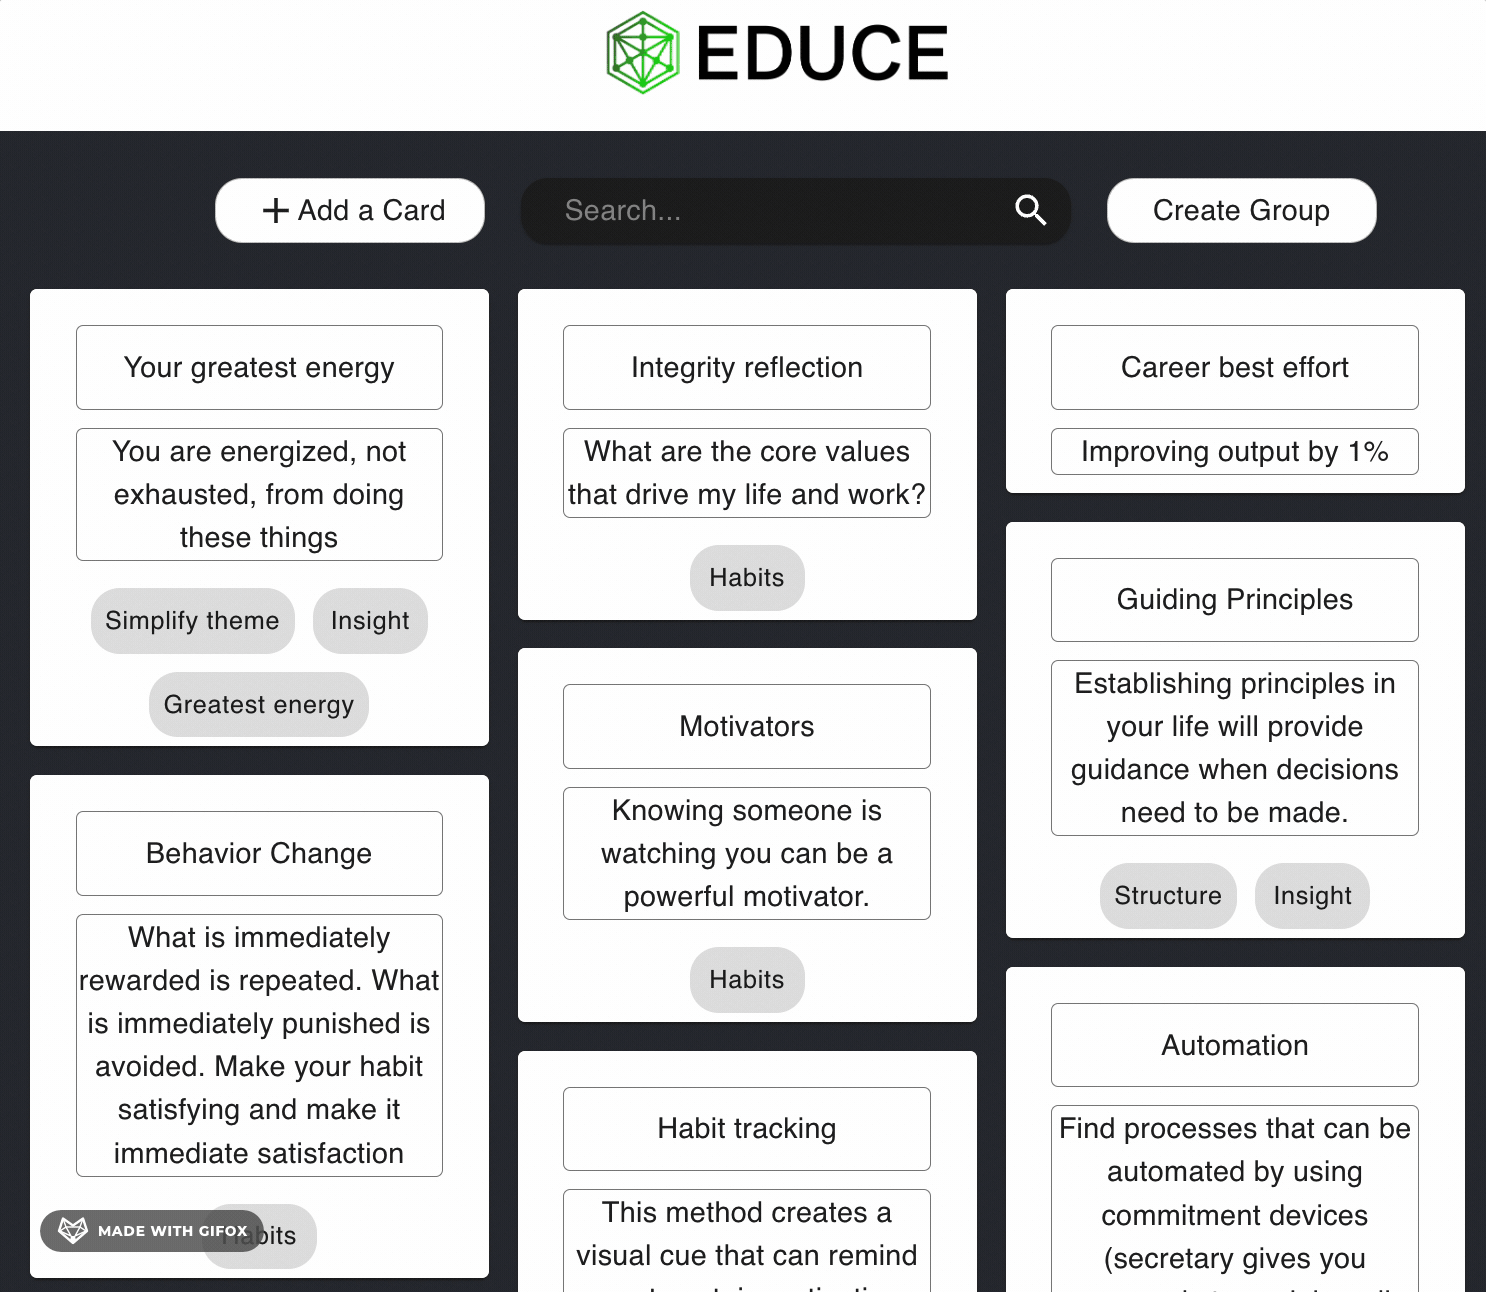 EDUCE
+ Add a Card
Search...
Create Group
Your greatest energy
You are energized, not
exhausted, from doing
these things
Simplify theme
Insight
Greatest energy
Behavior Change
What is immediately
rewarded is repeated. What
is immediately punished is
avoided. Make your habit
satisfying and make it
immediate satisfaction
Habits
MADE WITH GIFOX
Integrity reflection
What are the core values
that drive my life and work?
Habits
Motivators
Knowing someone is
watching you can be a
powerful motivator.
Habits
Habit tracking
This method creates a
visual cue that can remind
Career best effort
Improving output by 1%
Guiding Principles
Establishing principles in
your life will provide
guidance when decisions
need to be made.
Structure
Insight
Automation
Find processes that can be
automated by using
commitment devices
(secretary gives you